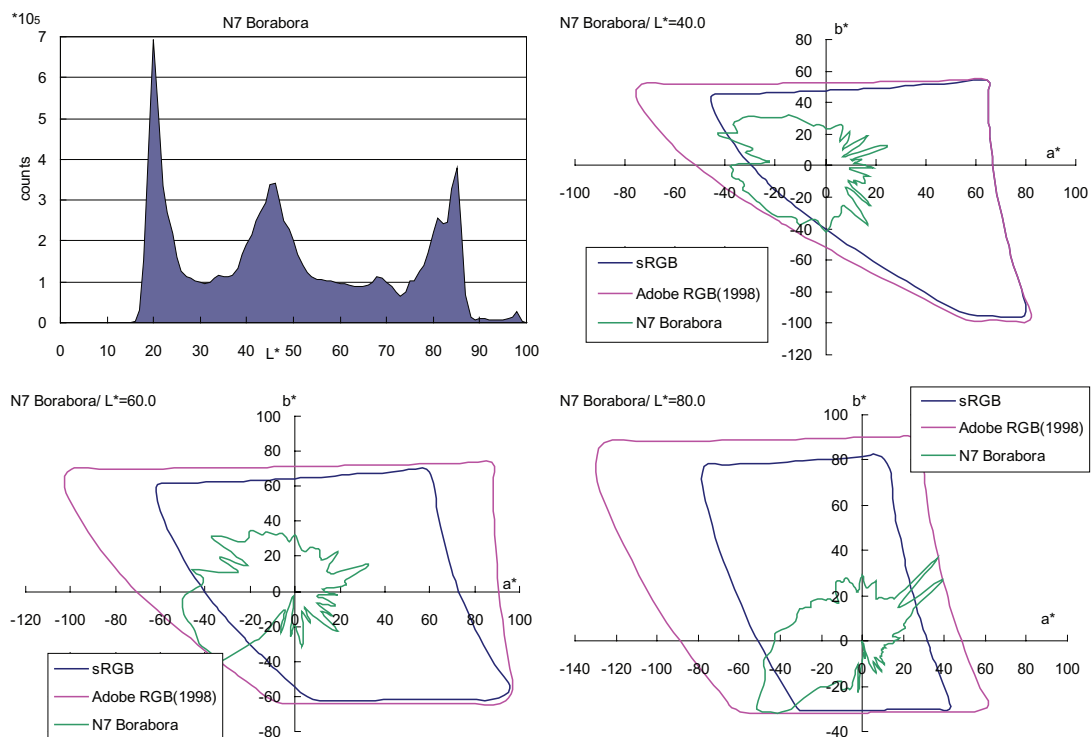 *10₅
N7 Borabora
7
6
5
4
3
2
1
0
counts
0 10 20 30 40 50 60 70 80 90 100
L*
N7 Borabora/ L*=40.0
b*
80
60
40
20
0
-20
-40
-60
-80
-100
-120
a*
-100 -80 -60 -40 -20 0 20 40 60 80 100
sRGB
Adobe RGB(1998)
N7 Borabora
N7 Borabora/ L*=60.0
b*
100
80
60
40
20
0
-20
-40
-60
-80
a*
-120 -100 -80 -60 -40 -20 0 20 40 60 80 100
sRGB
Adobe RGB(1998)
N7 Borabora
N7 Borabora/ L*=80.0
b*
100
80
60
40
20
0
-20
-40
a*
-140 -120 -100 -80 -60 -40 -20 0 20 40 60 80 100
sRGB
Adobe RGB(1998)
N7 Borabora